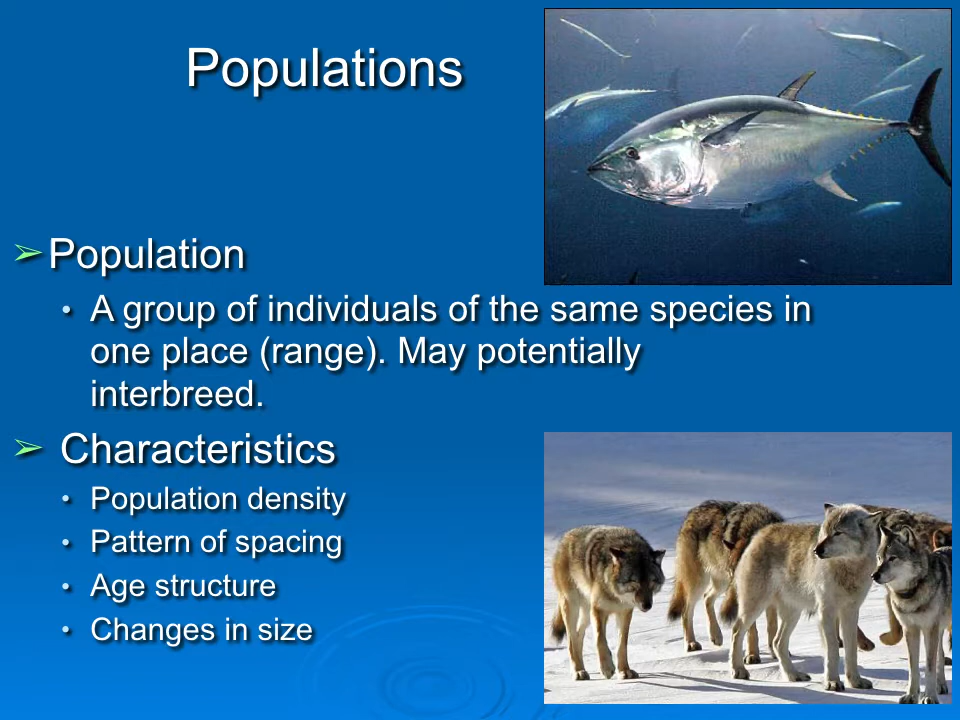 Populations
➢Population
• A group of individuals of the same species in
one place (range). May potentially
interbreed.
➢ Characteristics
• Population density
• Pattern of spacing
• Age structure
• Changes in size